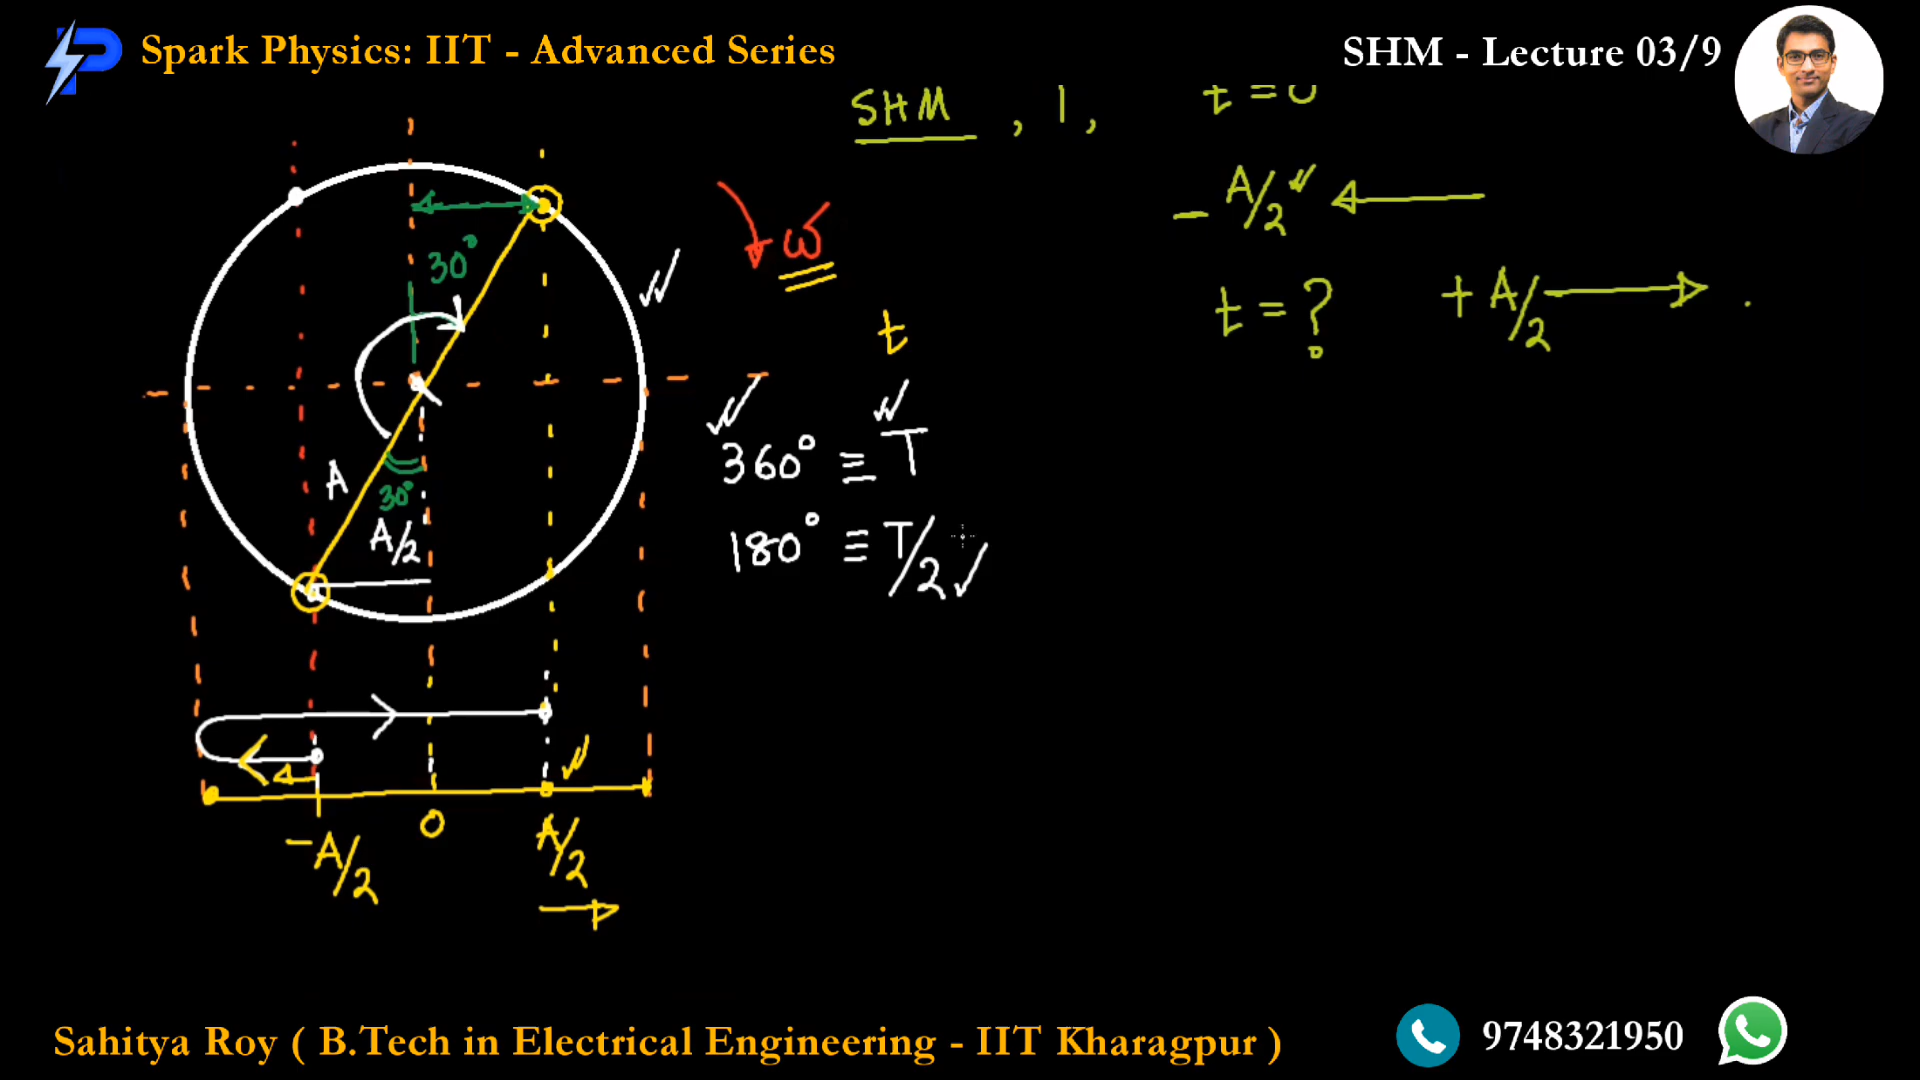 Spark Physics: IIT - Advanced Series
SHM - Lecture 03/9
SHM , 1 ,
t = 0
- A/2
t = ?
+ A/2
ω
30°
t
360° ≡ T
180° ≡ T/2
A
30°
A/2
-A/2
0
A/2
Sahitya Roy ( B.Tech in Electrical Engineering - IIT Kharagpur )
9748321950